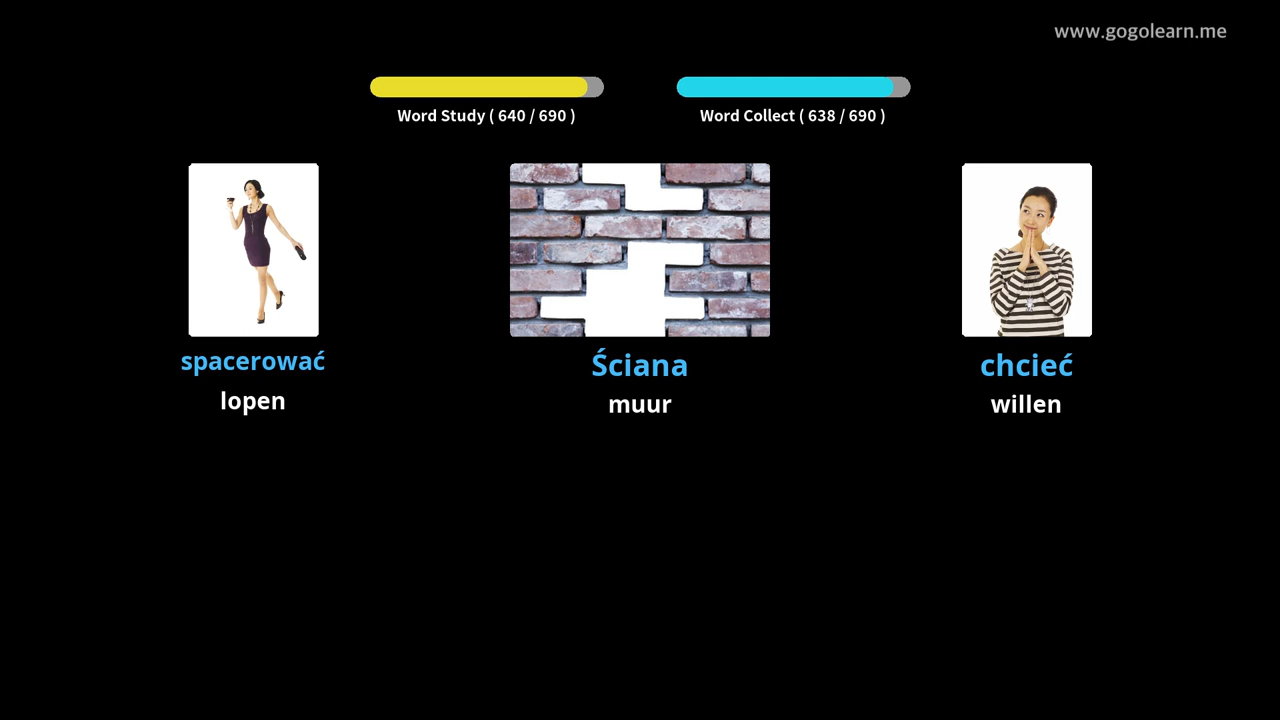 www.gogolearn.me
Word Study ( 640 / 690 )
Word Collect ( 638 / 690 )
spacerować
lopen
Ściana
muur
chcieć
willen